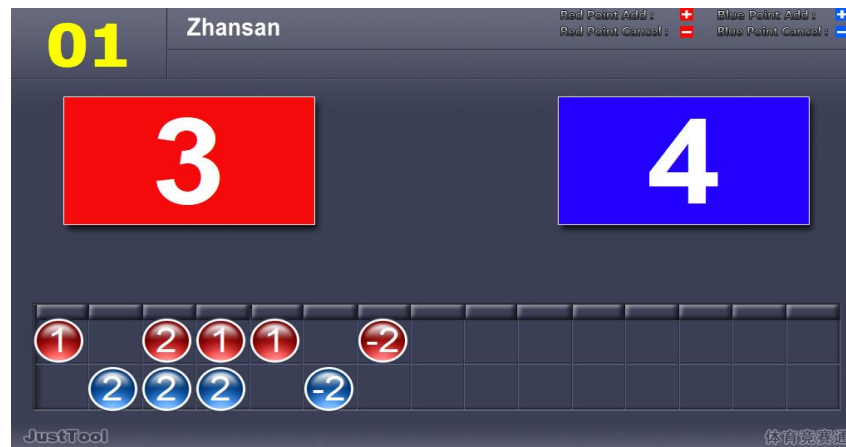 01
Zhansan
Red Point Add :
Blue Point Add :
Red Point Cancel :
Blue Point Cancel :
3
4
1 2 1 1 -2
2 2 2 -2
JustTool
体育竞赛通